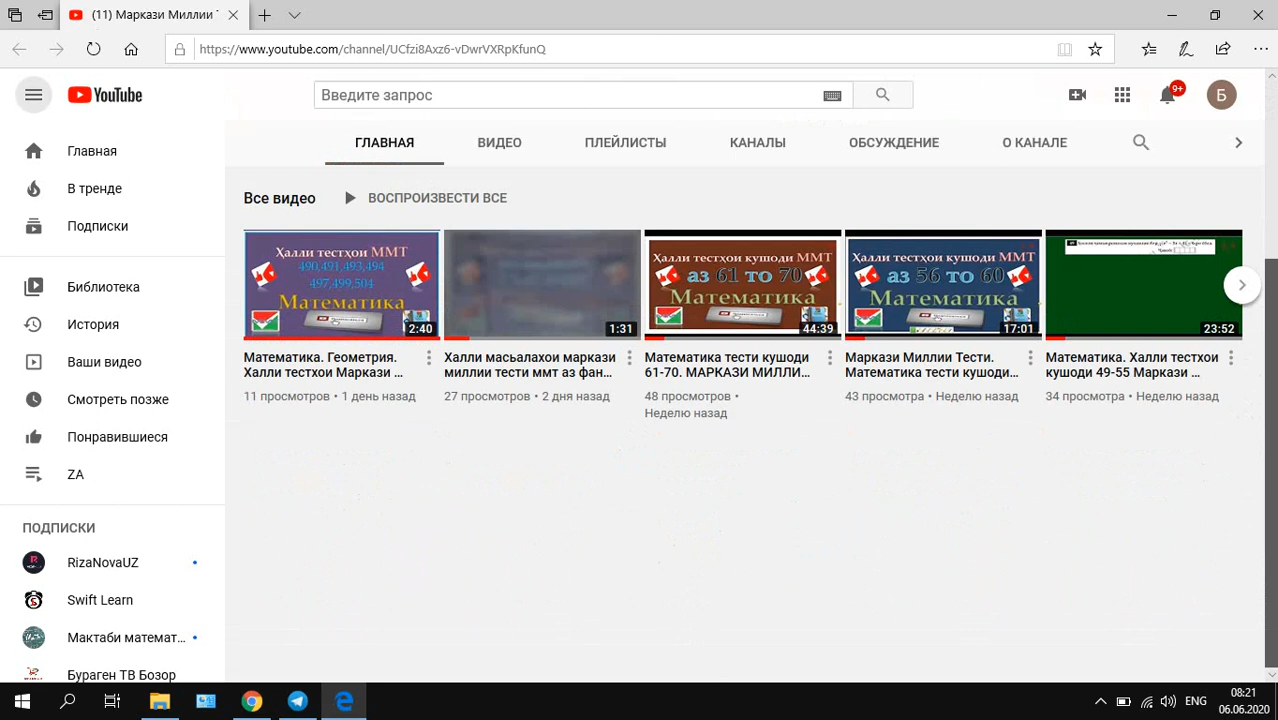 (11) Маркази Миллии
https://www.youtube.com/channel/UCfzi8Axz6-vDwrVXRpKfunQ
YouTube
Введите запрос
9+
Б
Главная
В тренде
Подписки
Библиотека
История
Ваши видео
Смотреть позже
Понравившиеся
ZA
ПОДПИСКИ
RizaNovaUZ
Swift Learn
Мактаби математ...
Бураген ТВ Бозор
ГЛАВНАЯ
ВИДЕО
ПЛЕЙЛИСТЫ
КАНАЛЫ
ОБСУЖДЕНИЕ
О КАНАЛЕ
Все видео
ВОСПРОИЗВЕСТИ ВСЕ
Ҳалли тестҳои ММТ
490,491,493,494
497,499,504
Математика
2:40
Математика. Геометрия.
Халли тестхои Маркази ...
11 просмотров • 1 день назад
1:31
Халли масьалахои маркази
миллии тести ммт аз фан...
27 просмотров • 2 дня назад
Ҳалли тестҳои кушоди ММТ
аз 61 то 70
Математика
44:39
Математика тести кушоди
61-70. МАРКАЗИ МИЛЛИ...
48 просмотров •
Неделю назад
Ҳалли тестҳои кушоди ММТ
аз 56 то 60
Математика
17:01
Маркази Миллии Тести.
Математика тести кушоди...
43 просмотра • Неделю назад
23:52
Математика. Халли тестхои
кушоди 49-55 Маркази ...
34 просмотра • Неделю назад
ENG
08:21
06.06.2020